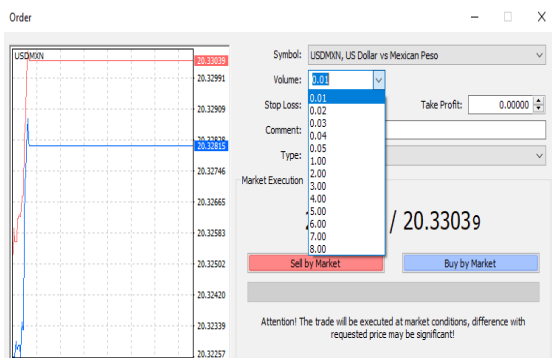 Order
USDMXN
20.33039
20.32991
20.32909
20.32815
20.32746
20.32665
20.32583
20.32502
20.32420
20.32339
20.32257
Symbol: USDMXN, US Dollar vs Mexican Peso
Volume: 0.01
0.01
0.02
0.03
0.04
0.05
1.00
2.00
3.00
4.00
5.00
6.00
7.00
8.00
Stop Loss:
Take Profit: 0.00000
Comment:
Type:
Market Execution
/ 20.33039
Sell by Market
Buy by Market
Attention! The trade will be executed at market conditions, difference with
requested price may be significant!